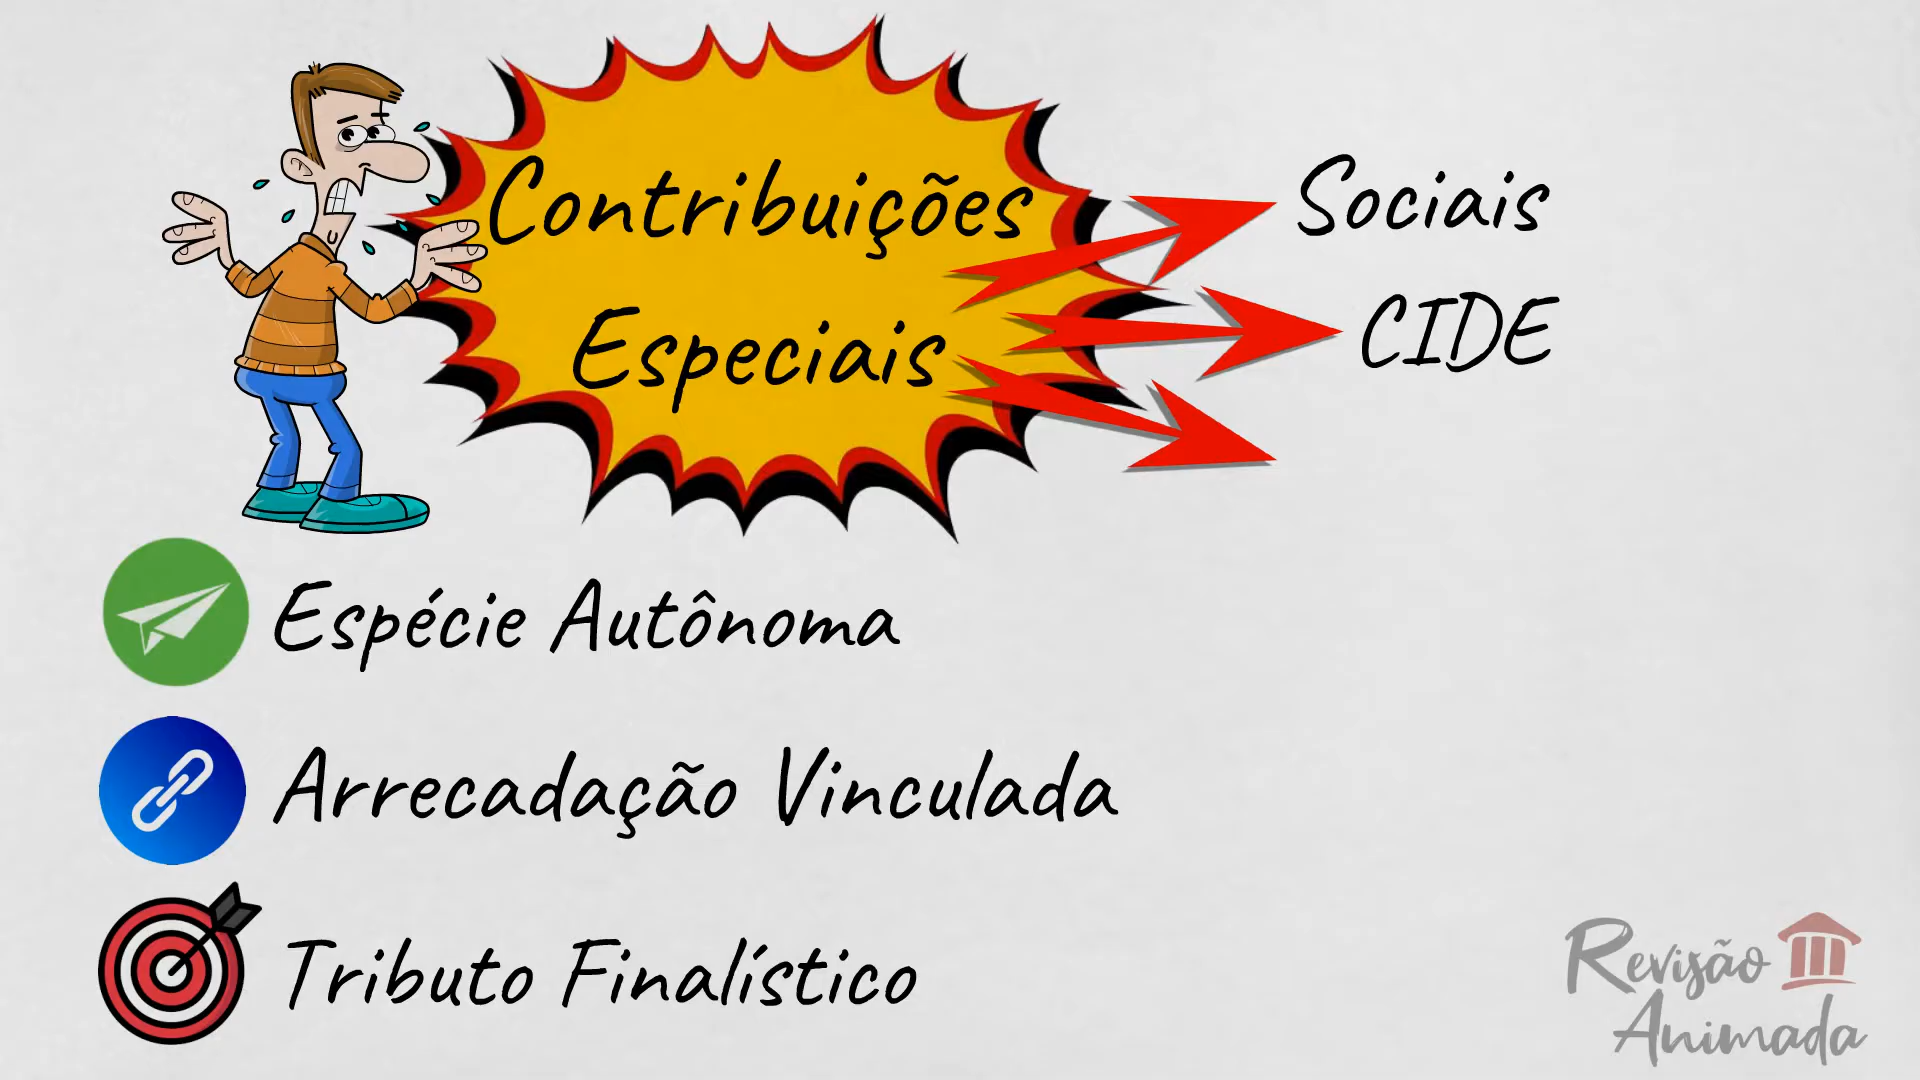 Contribuições
Especiais
Sociais
CIDE
Espécie Autônoma
Arrecadação Vinculada
Tributo Finalístico
Revisão
Animada